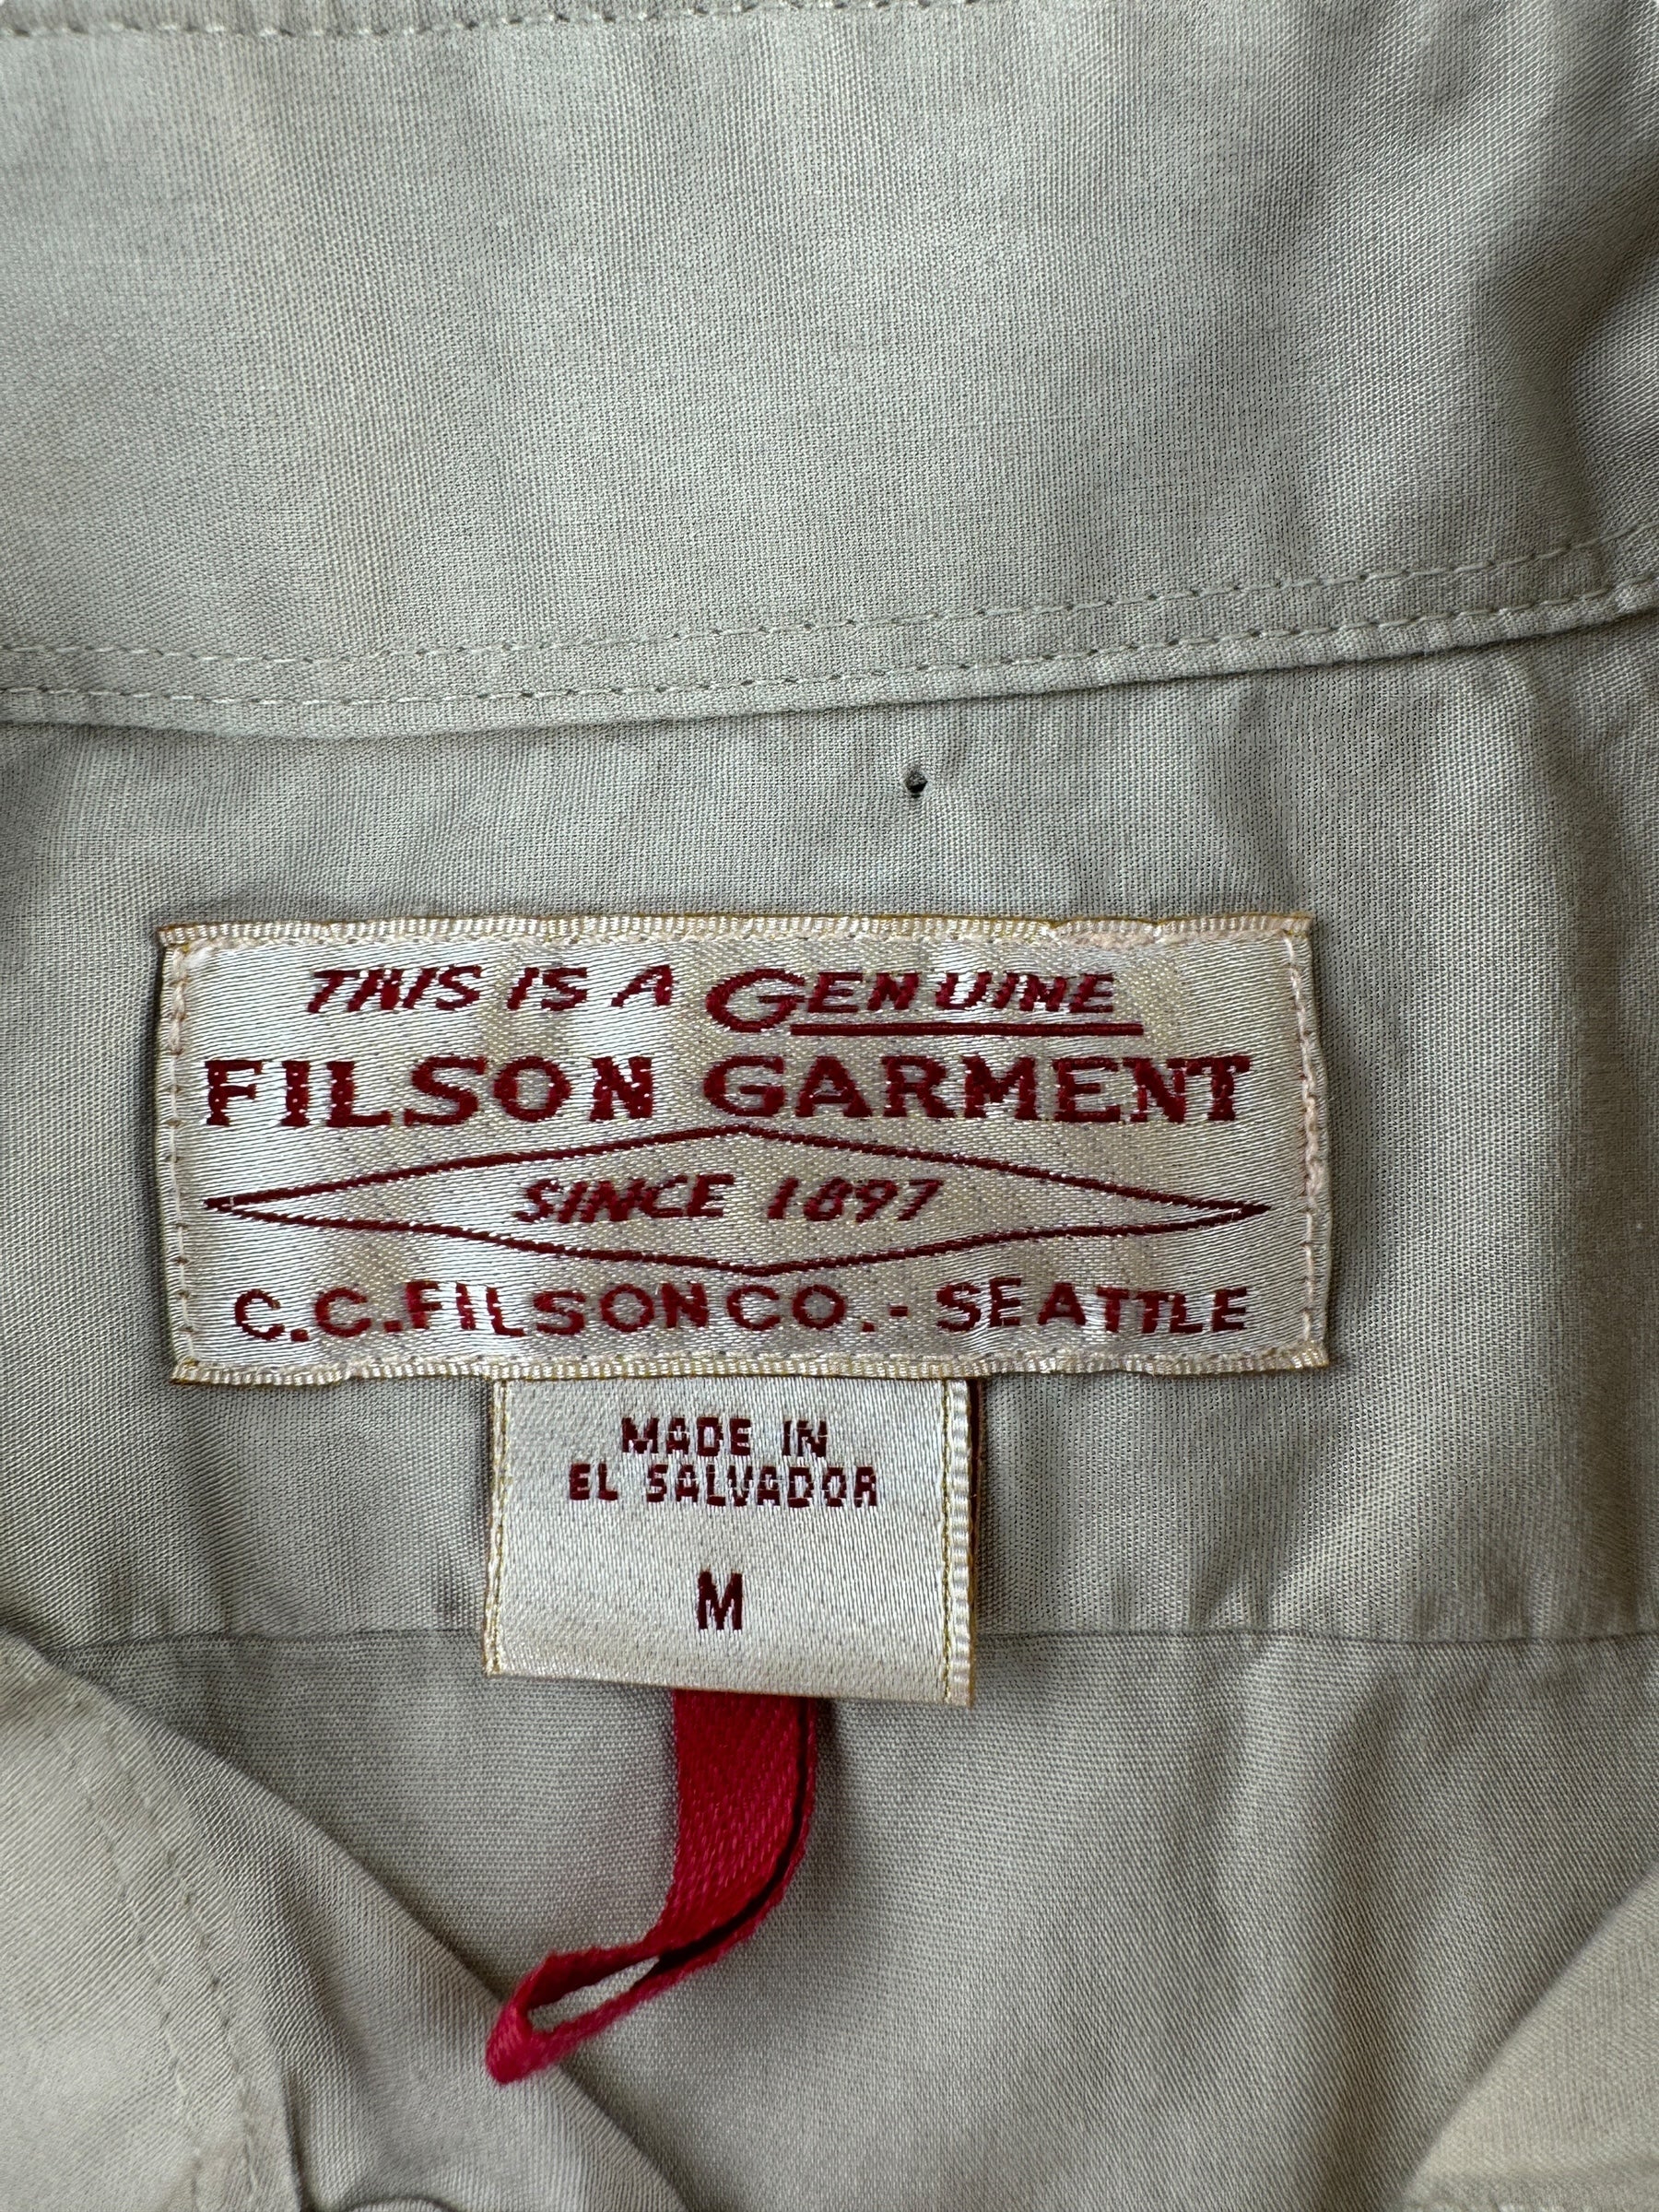 THIS IS A GENUINE
FILSON GARMENT
SINCE 1897
C.C.FILSON CO. - SEATTLE
MADE IN
EL SALVADOR
M